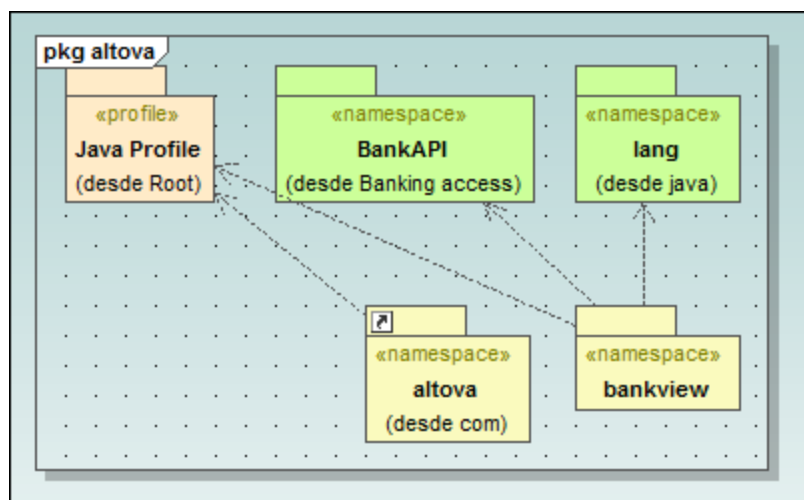 pkg altova
«profile»
Java Profile
(desde Root)
«namespace»
BankAPI
(desde Banking access)
«namespace»
lang
(desde java)
«namespace»
altova
(desde com)
«namespace»
bankview